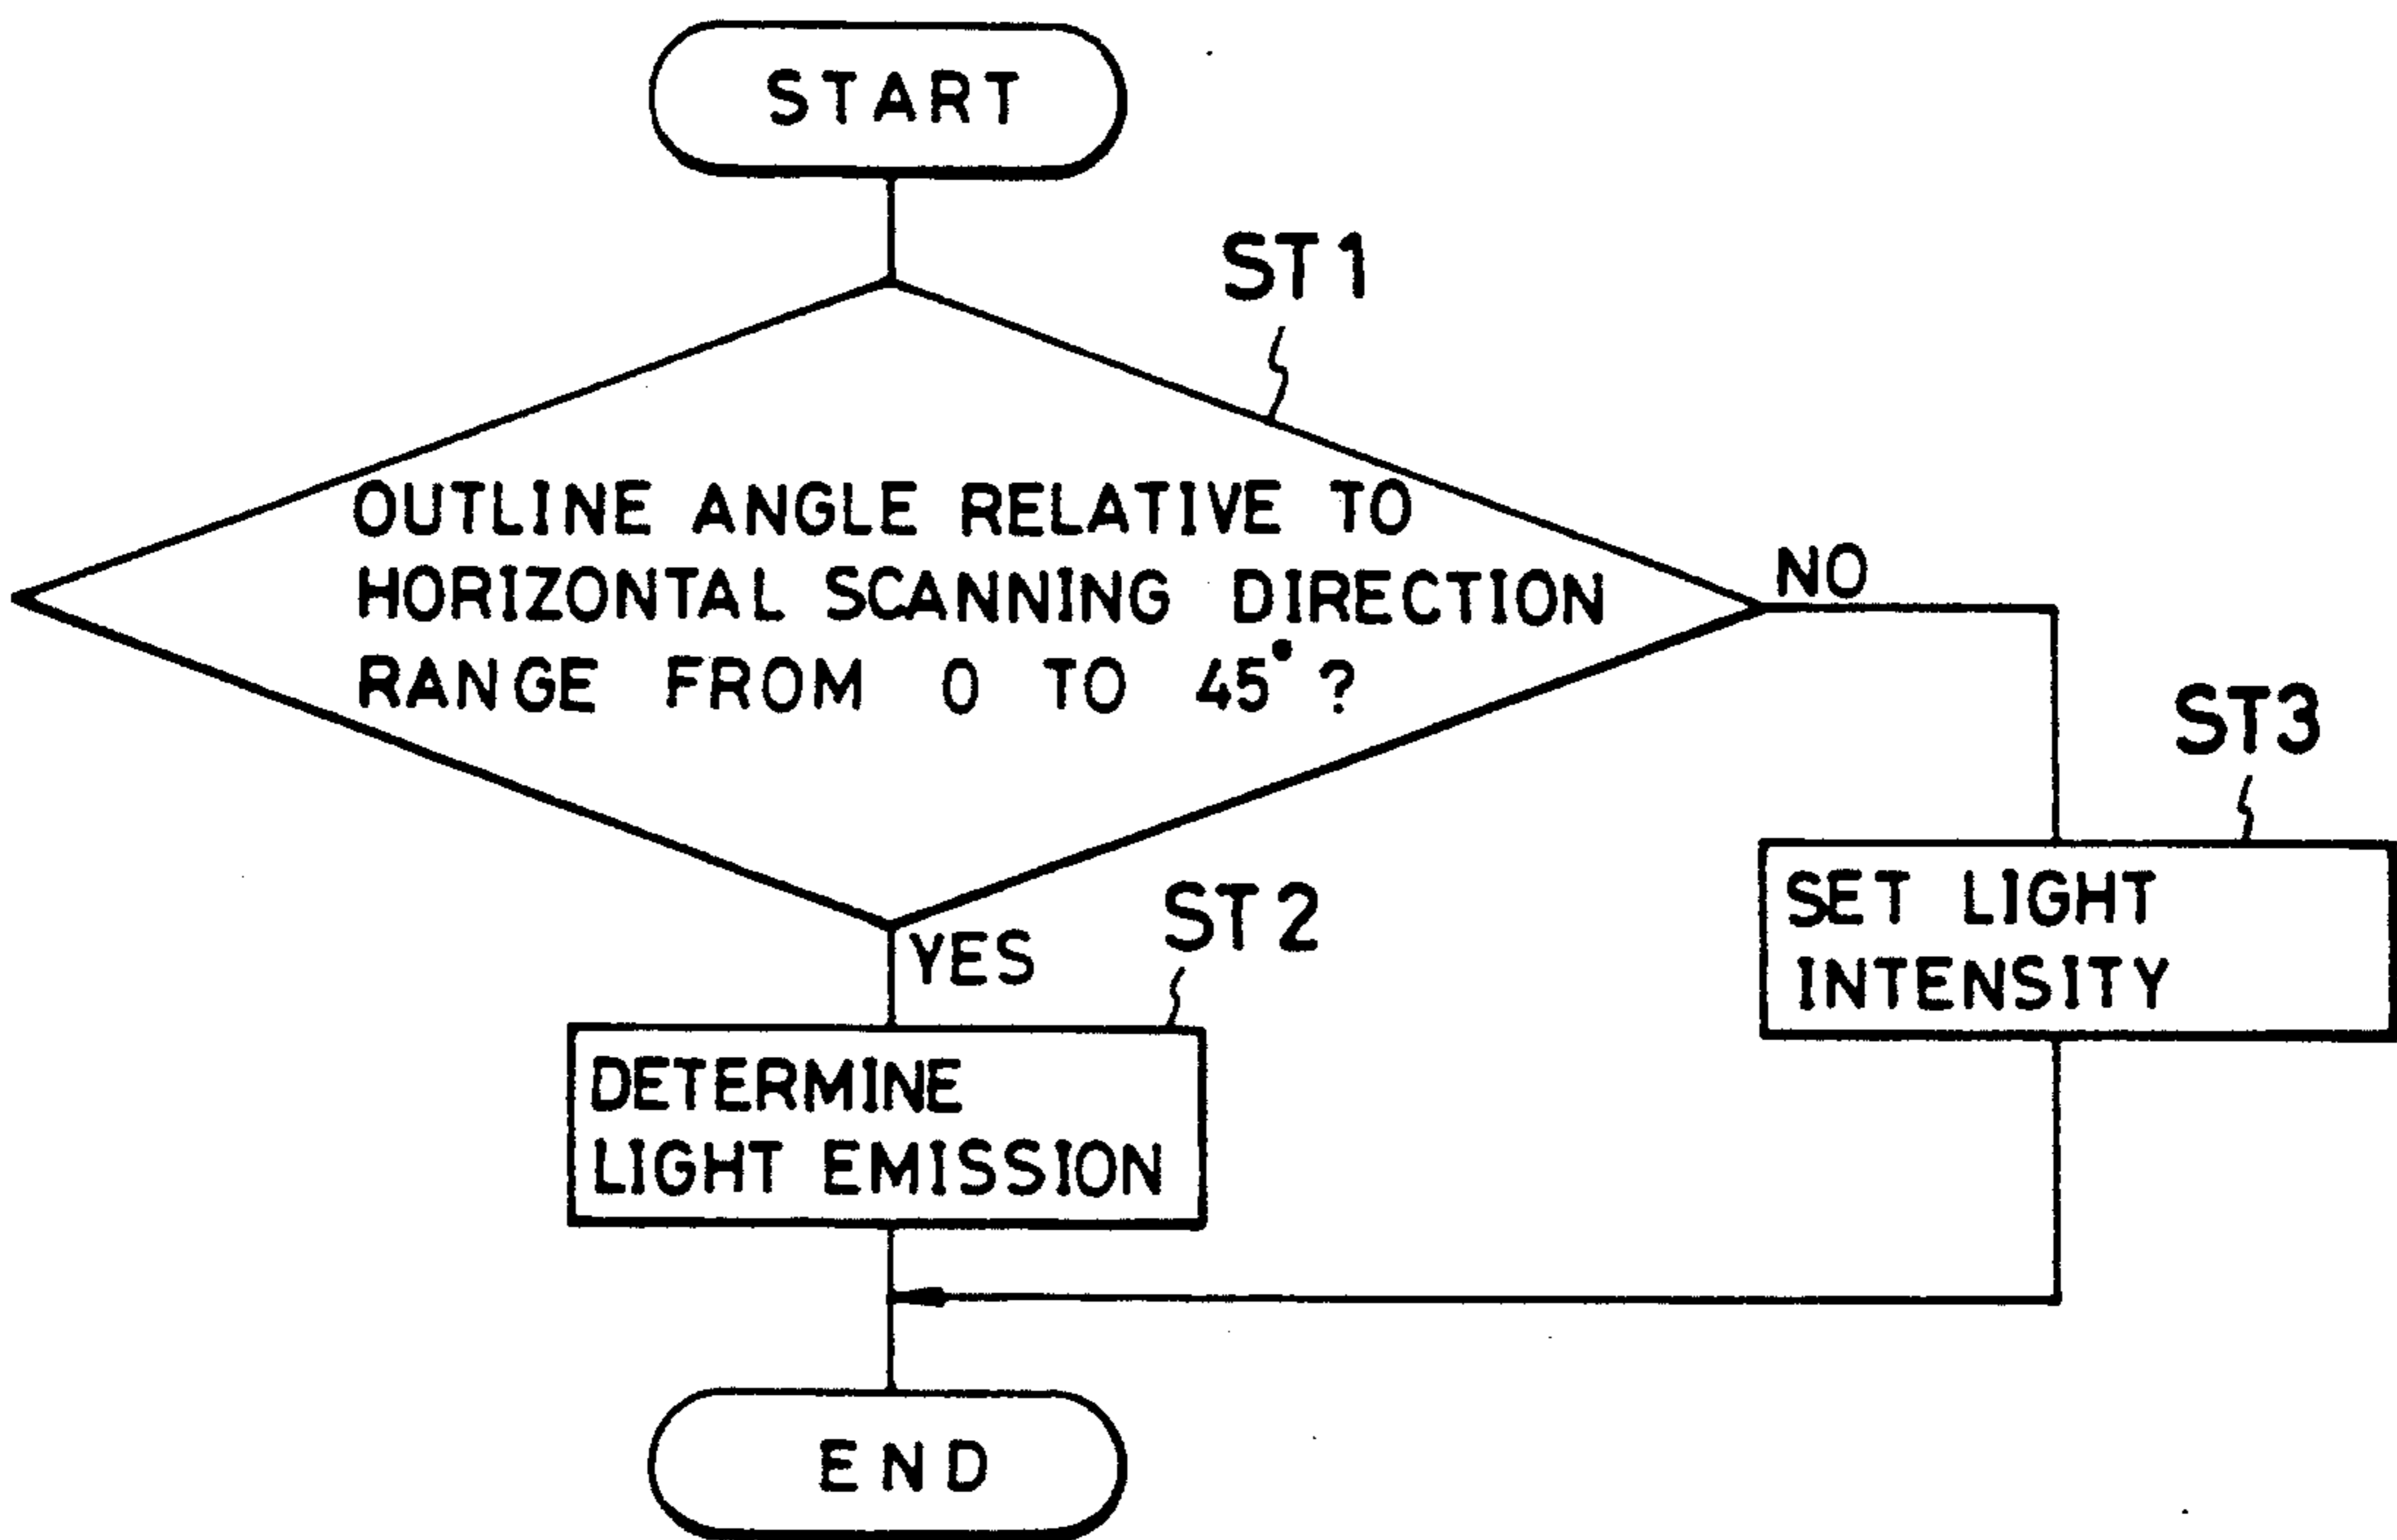 START
ST1
OUTLINE ANGLE RELATIVE TO
HORIZONTAL SCANNING DIRECTION
RANGE FROM 0 TO 45° ?
NO
YES
ST2
ST3
SET LIGHT
INTENSITY
DETERMINE
LIGHT EMISSION
END